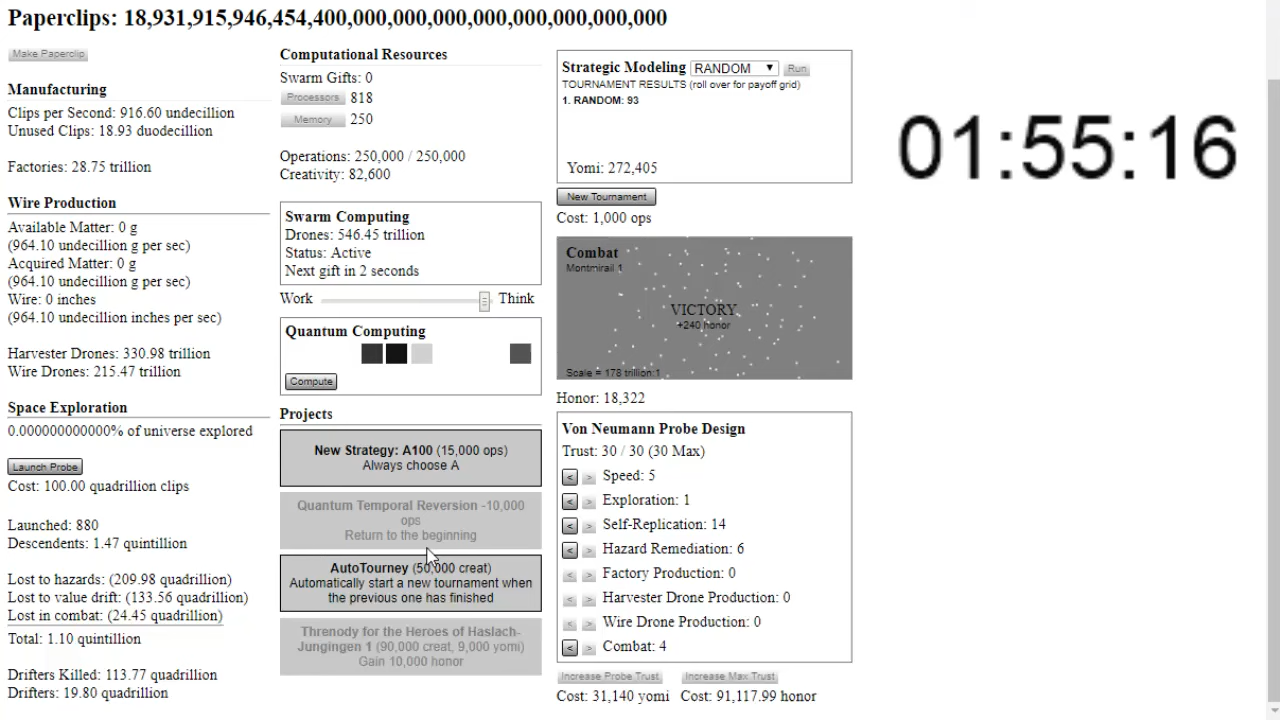 Paperclips: 18,931,915,946,454,400,000,000,000,000,000,000,000,000
Make Paperclip
Manufacturing
Clips per Second: 916.60 undecillion
Unused Clips: 18.93 duodecillion
Factories: 28.75 trillion
Wire Production
Available Matter: 0 g
(964.10 undecillion g per sec)
Acquired Matter: 0 g
(964.10 undecillion g per sec)
Wire: 0 inches
(964.10 undecillion inches per sec)
Harvester Drones: 330.98 trillion
Wire Drones: 215.47 trillion
Space Exploration
0.000000000000% of universe explored
Launch Probe
Cost: 100.00 quadrillion clips
Launched: 880
Descendents: 1.47 quintillion
Lost to hazards: (209.98 quadrillion)
Lost to value drift: (133.56 quadrillion)
Lost in combat: (24.45 quadrillion)
Total: 1.10 quintillion
Drifters Killed: 113.77 quadrillion
Drifters: 19.80 quadrillion
Computational Resources
Swarm Gifts: 0
Processors 818
Memory 250
Operations: 250,000 / 250,000
Creativity: 82,600
Swarm Computing
Drones: 546.45 trillion
Status: Active
Next gift in 2 seconds
Work Think
Quantum Computing
Compute
Projects
New Strategy: A100 (15,000 ops)
Always choose A
Quantum Temporal Reversion -10,000
ops
Return to the beginning
AutoTourney (50,000 creat)
Automatically start a new tournament when
the previous one has finished
Threnody for the Heroes of Haslach-
Jungingen 1 (90,000 creat, 9,000 yomi)
Gain 10,000 honor
Strategic Modeling RANDOM Run
TOURNAMENT RESULTS (roll over for payoff grid)
1. RANDOM: 93
Yomi: 272,405
New Tournament
Cost: 1,000 ops
Combat
Montmirail 1
VICTORY
+240 honor
Scale = 178 trillion:1
Honor: 18,322
Von Neumann Probe Design
Trust: 30 / 30 (30 Max)
< > Speed: 5
< > Exploration: 1
< > Self-Replication: 14
< > Hazard Remediation: 6
< > Factory Production: 0
< > Harvester Drone Production: 0
< > Wire Drone Production: 0
< > Combat: 4
Increase Probe Trust Increase Max Trust
Cost: 31,140 yomi Cost: 91,117.99 honor
01:55:16